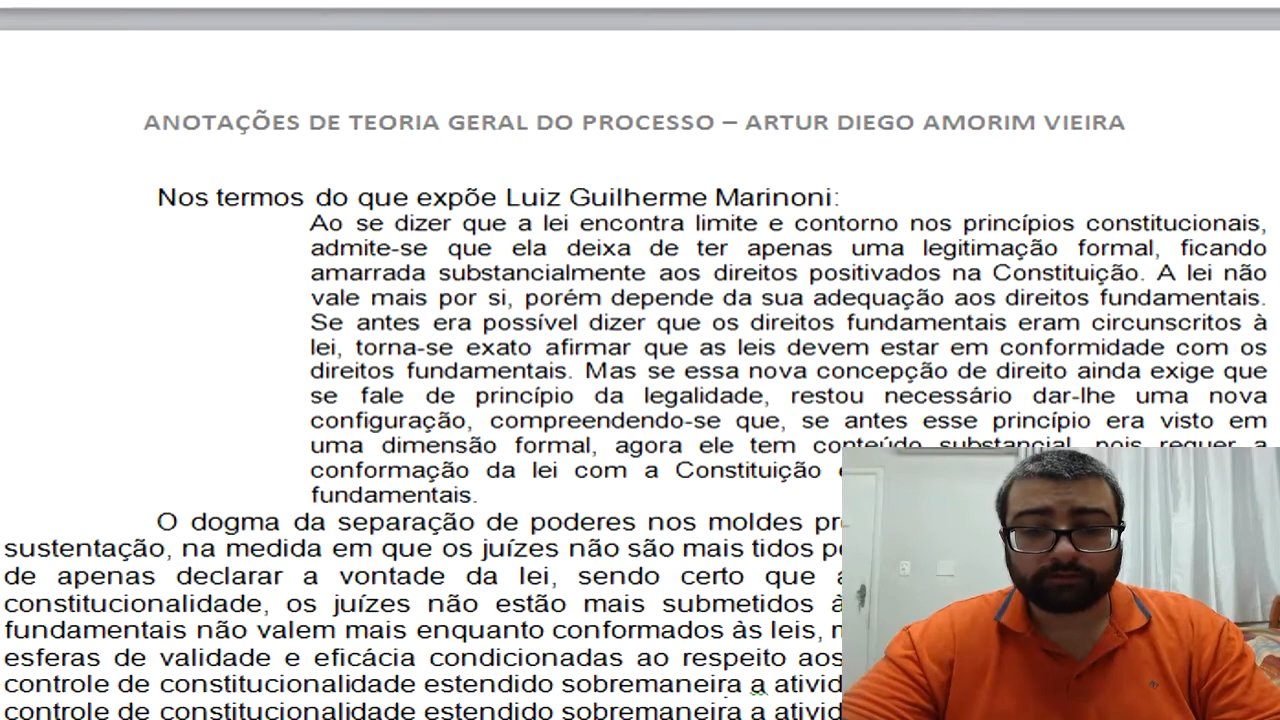 ANOTAÇÕES DE TEORIA GERAL DO PROCESSO – ARTUR DIEGO AMORIM VIEIRA
Nos termos do que expõe Luiz Guilherme Marinoni:
Ao se dizer que a lei encontra limite e contorno nos princípios constitucionais,
admite-se que ela deixa de ter apenas uma legitimação formal, ficando
amarrada substancialmente aos direitos positivados na Constituição. A lei não
vale mais por si, porém depende da sua adequação aos direitos fundamentais.
Se antes era possível dizer que os direitos fundamentais eram circunscritos à
lei, torna-se exato afirmar que as leis devem estar em conformidade com os
direitos fundamentais. Mas se essa nova concepção de direito ainda exige que
se fale de princípio da legalidade, restou necessário dar-lhe uma nova
configuração, compreendendo-se que, se antes esse princípio era visto em
uma dimensão formal, agora ele tem conteúdo substancial, pois requer a
conformação da lei com a Constituição
fundamentais.
O dogma da separação de poderes nos moldes
sustentação, na medida em que os juízes não são mais tidos
de apenas declarar a vontade da lei, sendo certo que
constitucionalidade, os juízes não estão mais submetidos
fundamentais não valem mais enquanto conformados às leis,
esferas de validade e eficácia condicionadas ao respeito aos
controle de constitucionalidade estendido sobremaneira a
controle de constitucionalidade estendido sobremaneira a